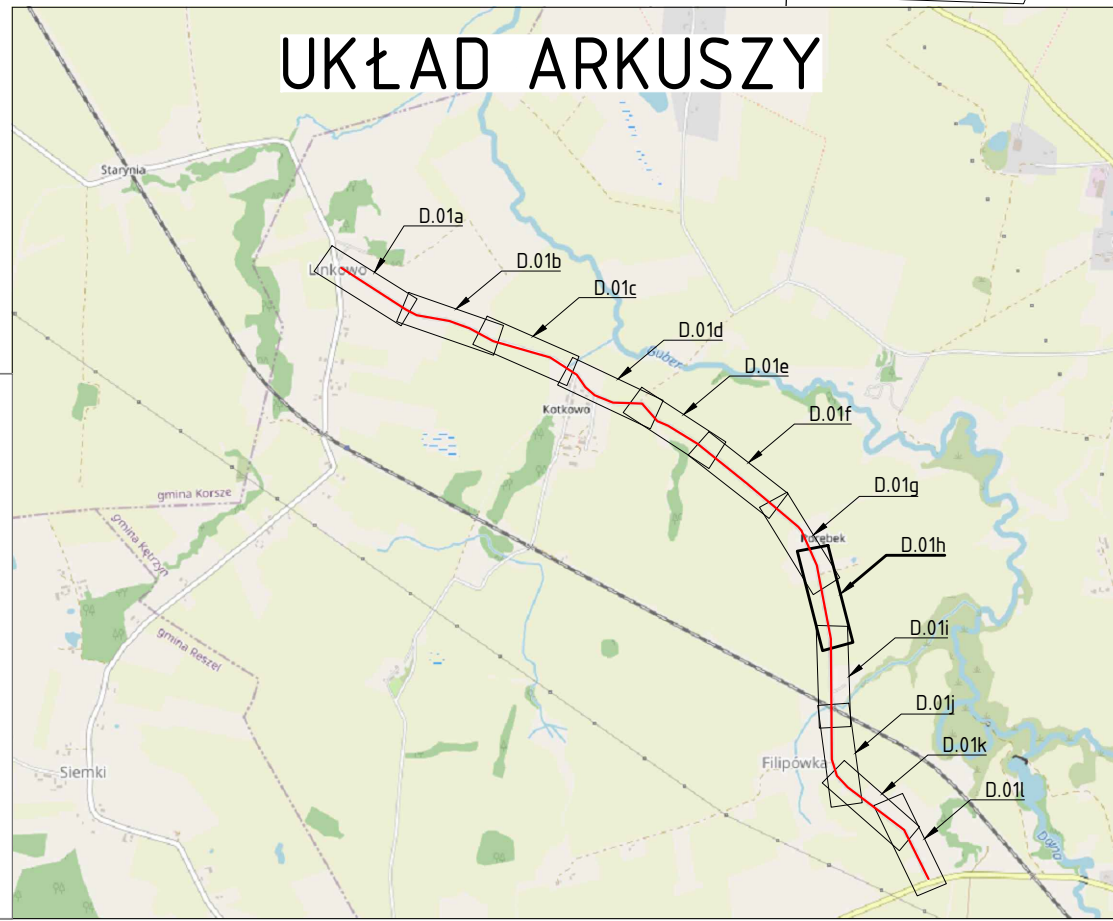 UKŁAD ARKUSZY
Starynia
D.01a
Linkowo
D.01b
D.01c
D.01d
Guber
D.01e
Kotkowo
D.01f
D.01g
gmina Korsze
gmina Kętrzyn
Porębek
D.01h
gmina Reszel
D.01i
D.01j
D.01k
Filipówka
Siemki
D.01l
Dajna